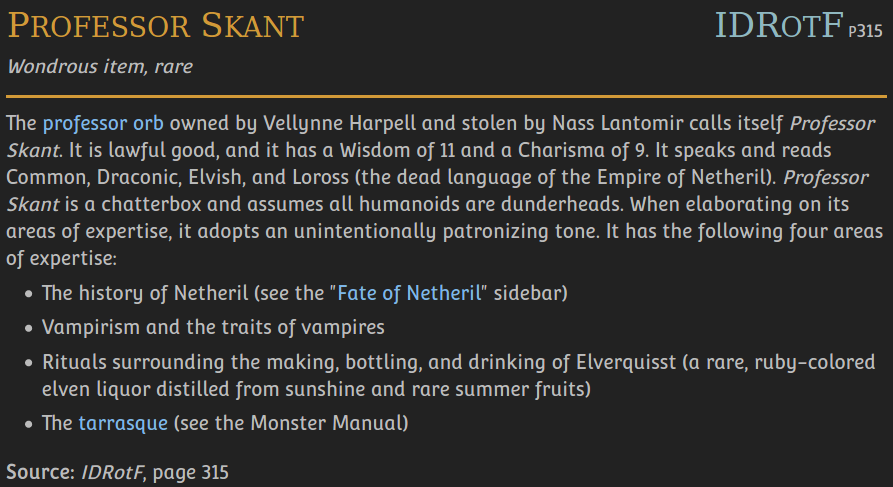 PROFESSOR SKANT IDROTF P315
Wondrous item, rare
The professor orb owned by Vellynne Harpell and stolen by Nass Lantomir calls itself Professor
Skant. It is lawful good, and it has a Wisdom of 11 and a Charisma of 9. It speaks and reads
Common, Draconic, Elvish, and Loross (the dead language of the Empire of Netheril). Professor
Skant is a chatterbox and assumes all humanoids are dunderheads. When elaborating on its
areas of expertise, it adopts an unintentionally patronizing tone. It has the following four areas
of expertise:
• The history of Netheril (see the "Fate of Netheril" sidebar)
• Vampirism and the traits of vampires
• Rituals surrounding the making, bottling, and drinking of Elverquisst (a rare, ruby-colored
elven liquor distilled from sunshine and rare summer fruits)
• The tarrasque (see the Monster Manual)
Source: IDRotF, page 315